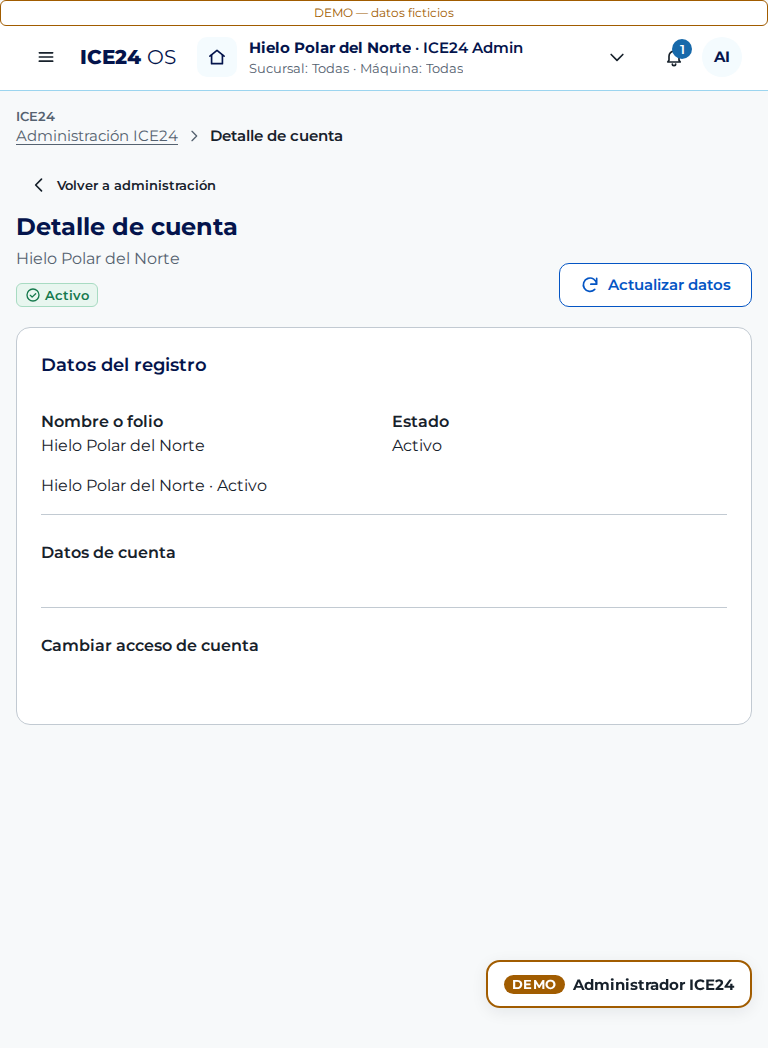 DEMO — datos ficticios
ICE24 OS
Hielo Polar del Norte · ICE24 Admin
Sucursal: Todas · Máquina: Todas
1
AI
ICE24
Administración ICE24 > Detalle de cuenta
Volver a administración
Detalle de cuenta
Hielo Polar del Norte
Activo
Actualizar datos
Datos del registro
Nombre o folio
Hielo Polar del Norte
Estado
Activo
Hielo Polar del Norte · Activo
Datos de cuenta
Cambiar acceso de cuenta
DEMO Administrador ICE24